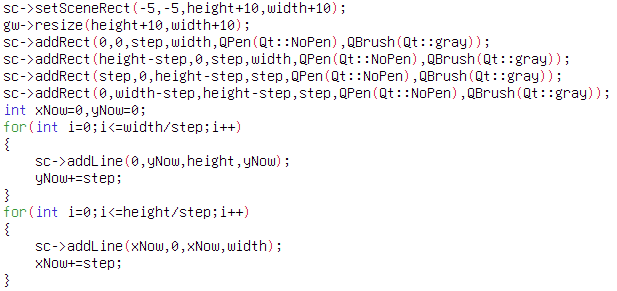 sc->setSceneRect(-5,-5,height+10,width+10);
gw->resize(height+10,width+10);
sc->addRect(0,0,step,width,QPen(Qt::NoPen),QBrush(Qt::gray));
sc->addRect(height-step,0,step,width,QPen(Qt::NoPen),QBrush(Qt::gray));
sc->addRect(step,0,height-step,step,QPen(Qt::NoPen),QBrush(Qt::gray));
sc->addRect(0,width-step,height-step,step,QPen(Qt::NoPen),QBrush(Qt::gray));
int xNow=0,yNow=0;
for(int i=0;i<=width/step;i++)
{
    sc->addLine(0,yNow,height,yNow);
    yNow+=step;
}
for(int i=0;i<=height/step;i++)
{
    sc->addLine(xNow,0,xNow,width);
    xNow+=step;
}